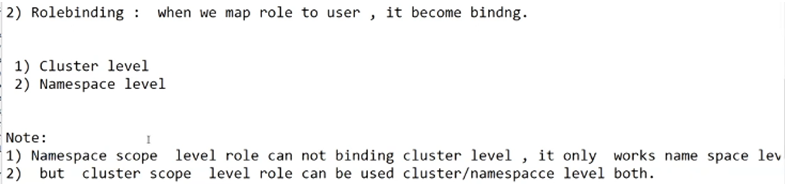 2) Rolebinding :  when we map role to user , it become bindng.
1) Cluster level
2) Namespace level
Note:
1) Namespace scope  level role can not binding cluster level , it only  works name space lev
2)  but  cluster scope  level role can be used cluster/namespacce level both.